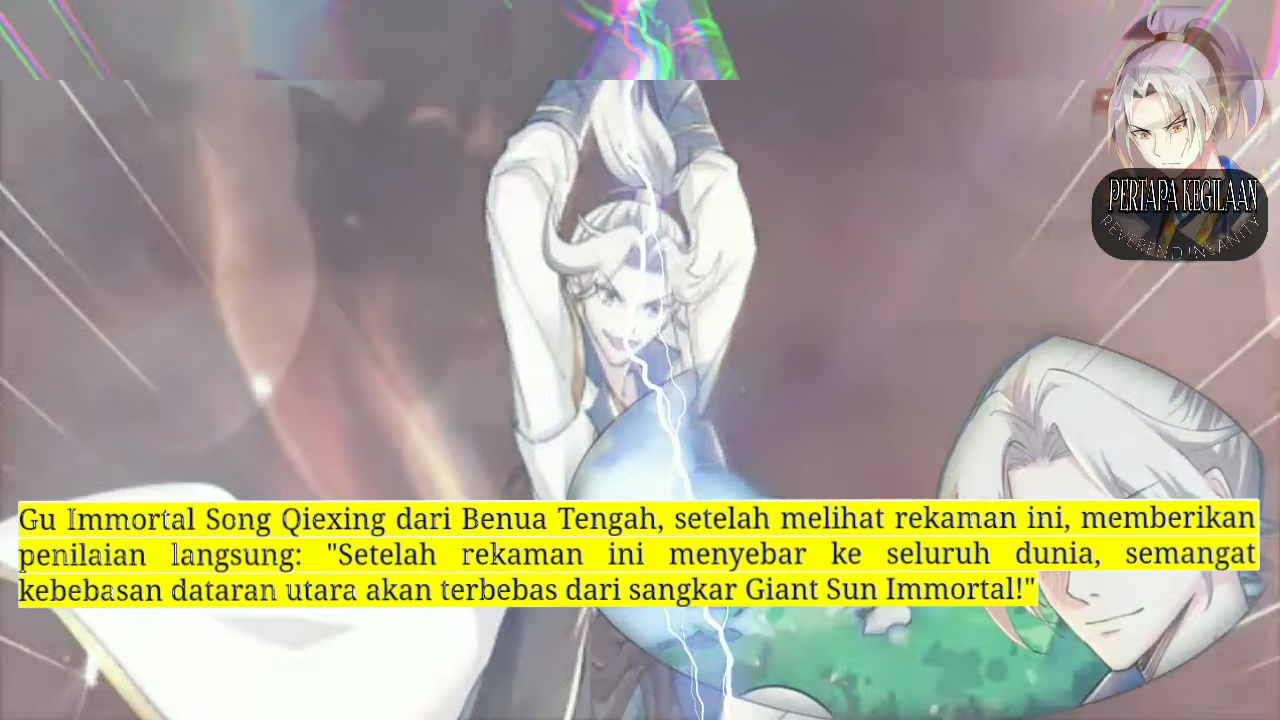 PERTAPA KEGILAAN
REVEREND INSANITY
Gu Immortal Song Qiexing dari Benua Tengah, setelah melihat rekaman ini, memberikan
penilaian langsung: "Setelah rekaman ini menyebar ke seluruh dunia, semangat
kebebasan dataran utara akan terbebas dari sangkar Giant Sun Immortal!"